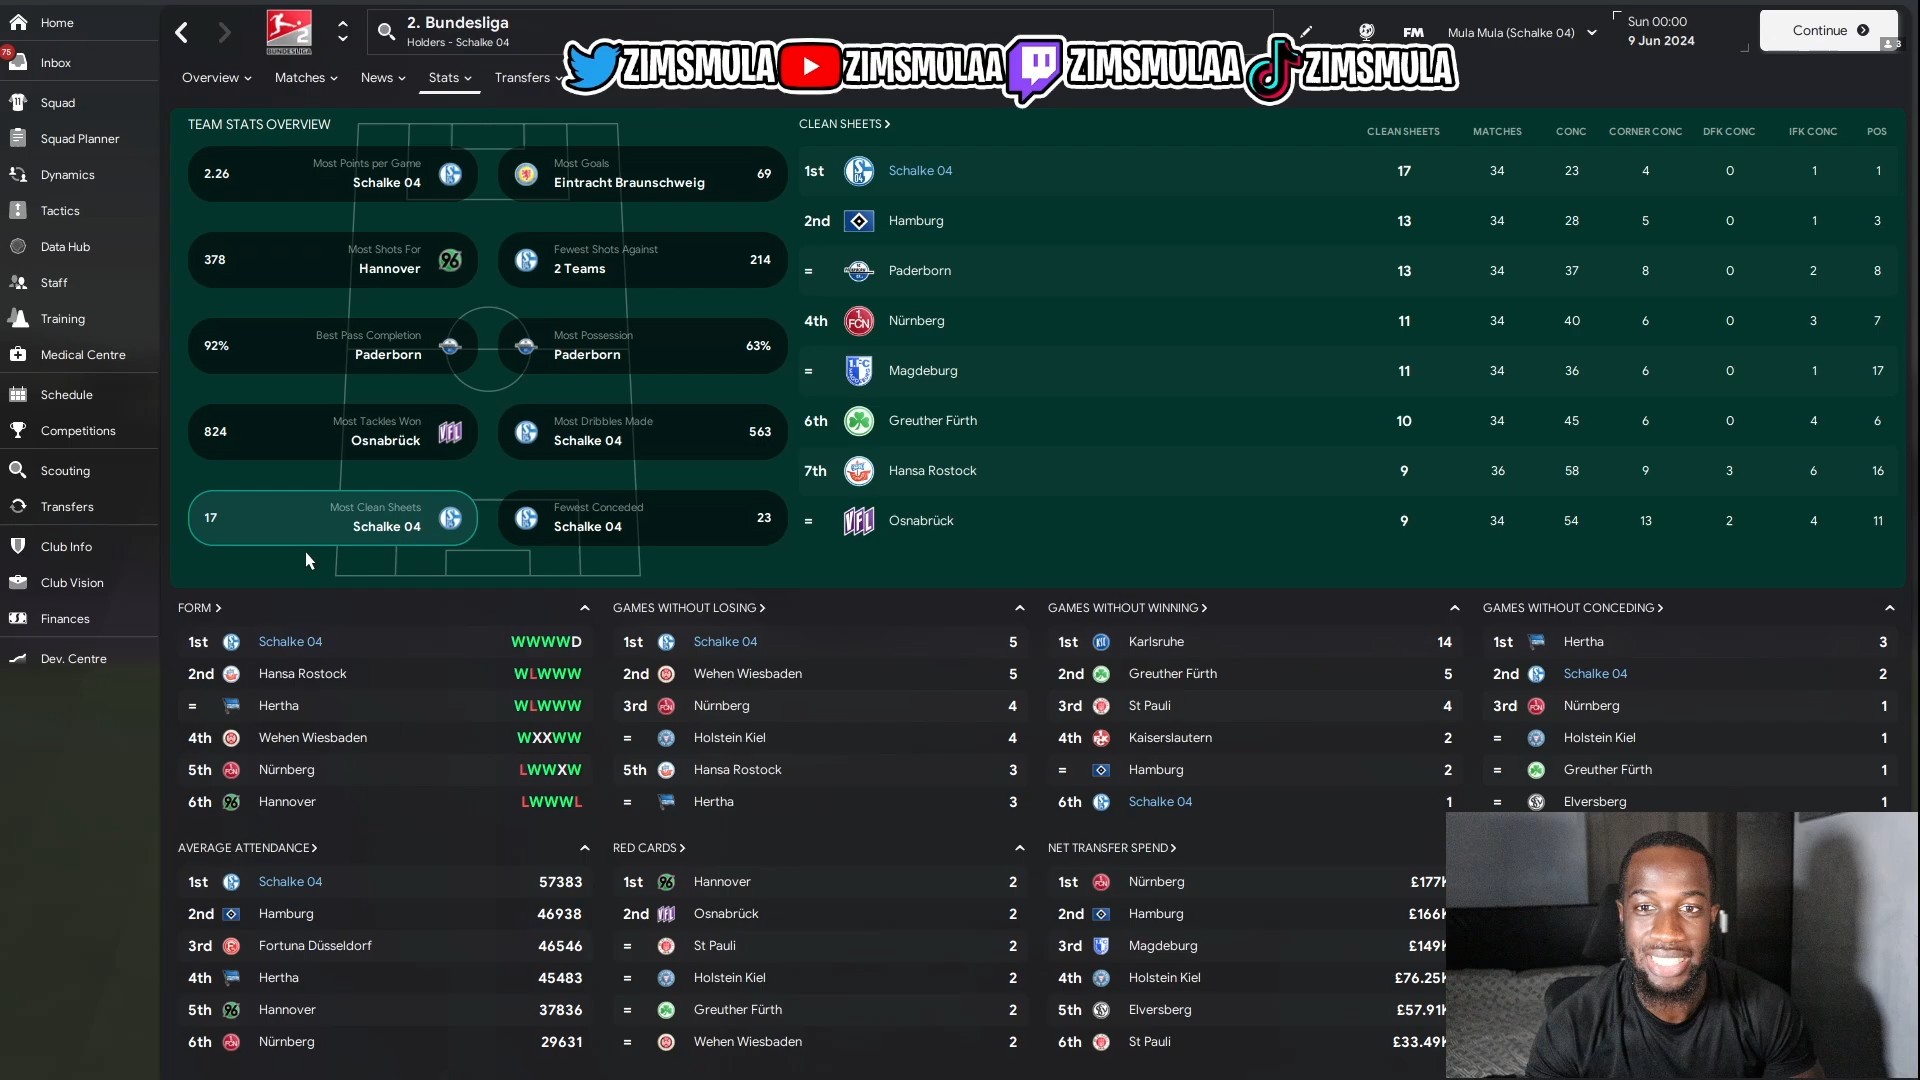 Home
75
Inbox
Squad
Squad Planner
Dynamics
Tactics
Data Hub
Staff
Training
Medical Centre
Schedule
Competitions
Scouting
Transfers
Club Info
Club Vision
Finances
Dev. Centre
2. Bundesliga
Holders - Schalke 04
FM
Mula Mula (Schalke 04)
Sun 00:00
9 Jun 2024
Continue
3
Overview Matches News Stats Transfers
ZIMSMULA ZIMSMULAA ZIMSMULAA ZIMSMULA
TEAM STATS OVERVIEW
2.26 Most Points per Game Schalke 04
Most Goals Eintracht Braunschweig 69
378 Most Shots For Hannover
Fewest Shots Against 2 Teams 214
92% Best Pass Completion Paderborn
Most Possession Paderborn 63%
824 Most Tackles Won Osnabrück
Most Dribbles Made Schalke 04 563
17 Most Clean Sheets Schalke 04
Fewest Conceded Schalke 04 23
CLEAN SHEETS >
CLEAN SHEETS MATCHES CONC CORNER CONC DFK CONC IFK CONC POS
1st Schalke 04 17 34 23 4 0 1 1
2nd Hamburg 13 34 28 5 0 1 3
= Paderborn 13 34 37 8 0 2 8
4th Nürnberg 11 34 40 6 0 3 7
= Magdeburg 11 34 36 6 0 1 17
6th Greuther Fürth 10 34 45 6 0 4 6
7th Hansa Rostock 9 36 58 9 3 6 16
= Osnabrück 9 34 54 13 2 4 11
FORM >
1st Schalke 04 WWWWD
2nd Hansa Rostock WLWWW
= Hertha WLWWW
4th Wehen Wiesbaden WXXWW
5th Nürnberg LWWXW
6th Hannover LWWWL
GAMES WITHOUT LOSING >
1st Schalke 04 5
2nd Wehen Wiesbaden 5
3rd Nürnberg 4
= Holstein Kiel 4
5th Hansa Rostock 3
= Hertha 3
GAMES WITHOUT WINNING >
1st Karlsruhe 14
2nd Greuther Fürth 5
3rd St Pauli 4
4th Kaiserslautern 2
= Hamburg 2
6th Schalke 04 1
GAMES WITHOUT CONCEDING >
1st Hertha 3
2nd Schalke 04 2
3rd Nürnberg 1
= Holstein Kiel 1
= Greuther Fürth 1
= Elversberg 1
AVERAGE ATTENDANCE >
1st Schalke 04 57383
2nd Hamburg 46938
3rd Fortuna Düsseldorf 46546
4th Hertha 45483
5th Hannover 37836
6th Nürnberg 29631
RED CARDS >
1st Hannover 2
2nd Osnabrück 2
= St Pauli 2
= Holstein Kiel 2
= Greuther Fürth 2
= Wehen Wiesbaden 2
NET TRANSFER SPEND >
1st Nürnberg £177K
2nd Hamburg £166K
3rd Magdeburg £149K
4th Holstein Kiel £76.25K
5th Elversberg £57.91K
6th St Pauli £33.49K